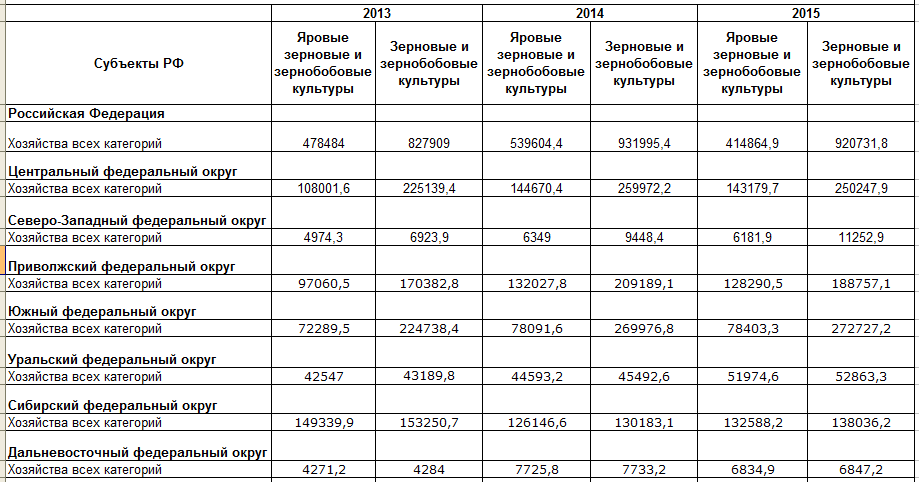 2013 2014 2015
Субъекты РФ
Яровые зерновые и зернобобовые культуры
Зерновые и зернобобовые культуры
Яровые зерновые и зернобобовые культуры
Зерновые и зернобобовые культуры
Яровые зерновые и зернобобовые культуры
Зерновые и зернобобовые культуры
Российская Федерация
Хозяйства всех категорий 478484 827909 539604,4 931995,4 414864,9 920731,8
Центральный федеральный округ
Хозяйства всех категорий 108001,6 225139,4 144670,4 259972,2 143179,7 250247,9
Северо-Западный федеральный округ
Хозяйства всех категорий 4974,3 6923,9 6349 9448,4 6181,9 11252,9
Приволжский федеральный округ
Хозяйства всех категорий 97060,5 170382,8 132027,8 209189,1 128290,5 188757,1
Южный федеральный округ
Хозяйства всех категорий 72289,5 224738,4 78091,6 269976,8 78403,3 272727,2
Уральский федеральный округ
Хозяйства всех категорий 42547 43189,8 44593,2 45492,6 51974,6 52863,3
Сибирский федеральный округ
Хозяйства всех категорий 149339,9 153250,7 126146,6 130183,1 132588,2 138036,2
Дальневосточный федеральный округ
Хозяйства всех категорий 4271,2 4284 7725,8 7733,2 6834,9 6847,2